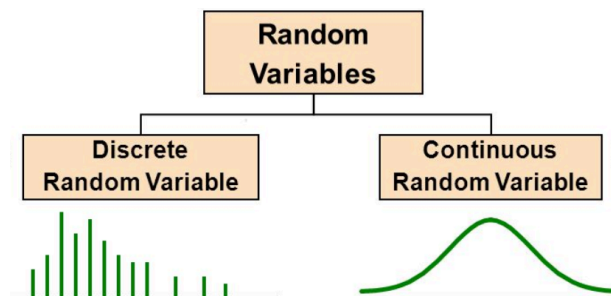 Random
Variables
Discrete
Random Variable
Continuous
Random Variable